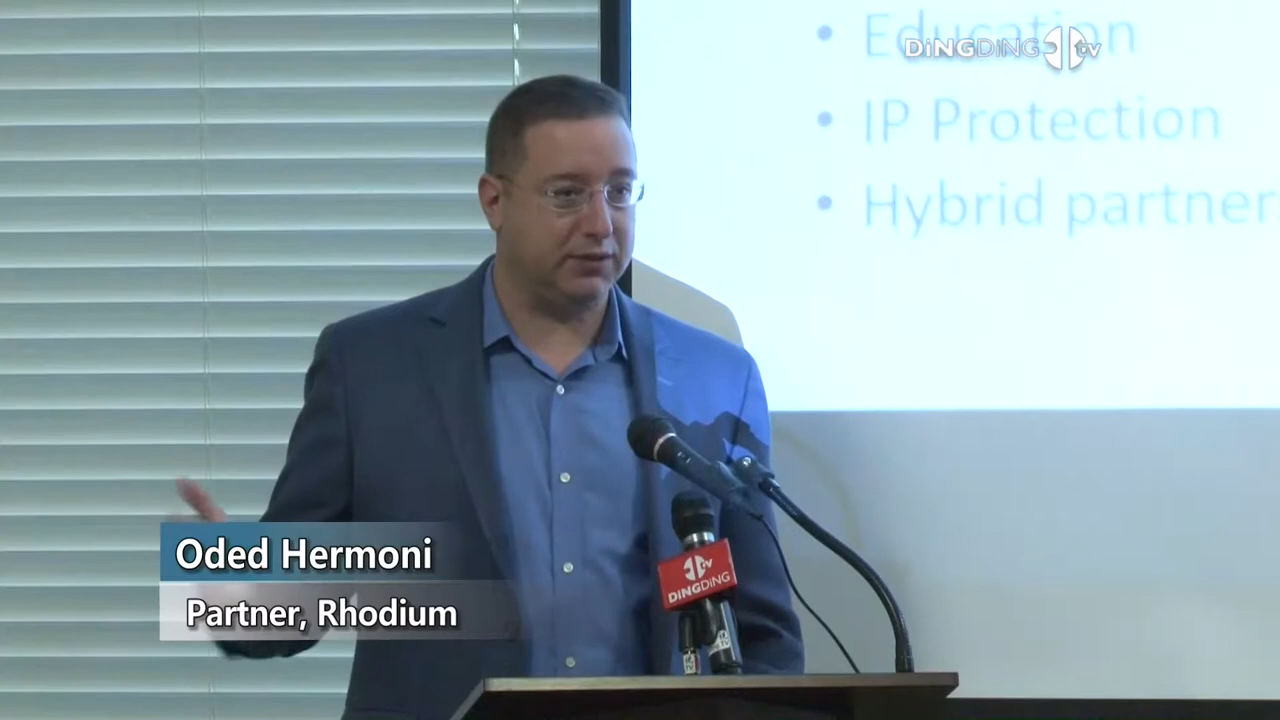 • Education
DiNGDiNG tv
• IP Protection
• Hybrid partner
Oded Hermoni
Partner, Rhodium
tv
DiNGDiNG